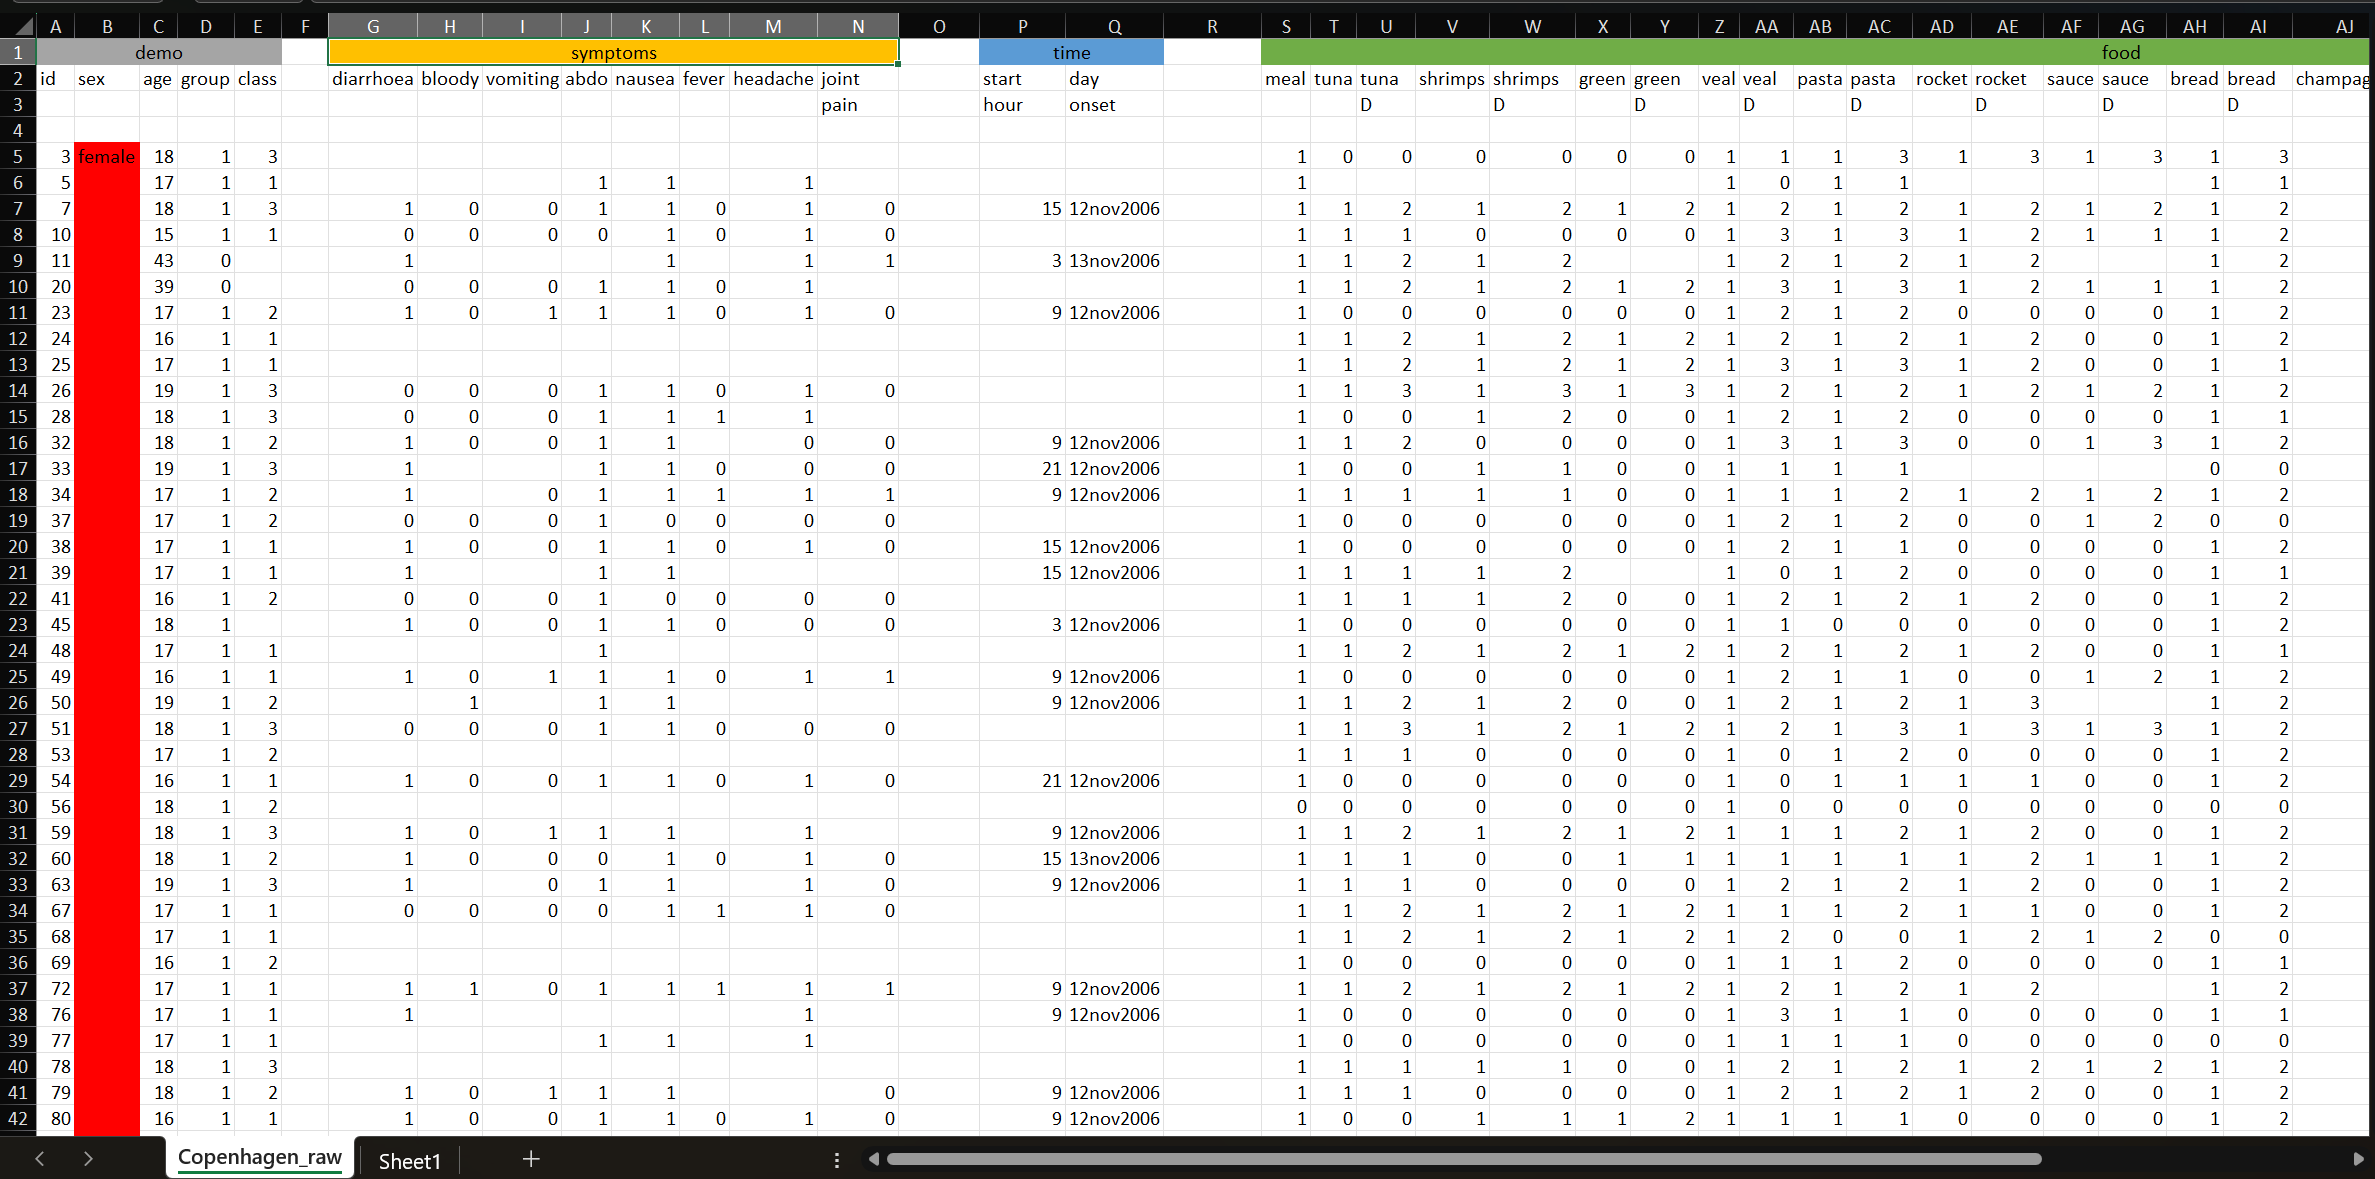 A B C D E F G H I J K L M N O P Q R S T U V W X Y Z AA AB AC AD AE AF AG AH AI AJ
1 demo symptoms time food
2 id sex age group class diarrhoea bloody vomiting abdo nausea fever headache joint start day meal tuna tuna shrimps shrimps green green veal veal pasta pasta rocket rocket sauce sauce bread bread champag
3 pain hour onset D D D D D D D D
4
5 3 female 18 1 3 1 0 0 0 0 0 0 1 1 1 3 1 3 1 3 1 3
6 5 17 1 1 1 1 1 1 1 0 1 1 1 1
7 7 18 1 3 1 0 0 1 1 0 1 0 15 12nov2006 1 1 2 1 2 1 2 1 2 1 2 1 2 1 2 1 2
8 10 15 1 1 0 0 0 0 1 0 1 0 1 1 1 0 0 0 0 1 3 1 3 1 2 1 1 1 2
9 11 43 0 1 1 1 1 3 13nov2006 1 1 2 1 2 1 2 1 2 1 2 1 2
10 20 39 0 0 0 0 1 1 0 1 1 1 2 1 2 1 2 1 3 1 3 1 2 1 1 1 2
11 23 17 1 2 1 0 1 1 1 0 1 0 9 12nov2006 1 0 0 0 0 0 0 1 2 1 2 0 0 0 0 1 2
12 24 16 1 1 1 1 2 1 2 1 2 1 2 1 2 1 2 0 0 1 2
13 25 17 1 1 1 1 2 1 2 1 2 1 3 1 3 1 2 0 0 1 1
14 26 19 1 3 0 0 0 1 1 0 1 0 1 1 3 1 3 1 3 1 2 1 2 1 2 1 2 1 2
15 28 18 1 3 0 0 0 1 1 1 1 1 0 0 1 2 0 0 1 2 1 2 0 0 0 0 1 1
16 32 18 1 2 1 0 0 1 1 0 0 9 12nov2006 1 1 2 0 0 0 0 1 3 1 3 0 0 1 3 1 2
17 33 19 1 3 1 1 1 0 0 0 21 12nov2006 1 0 0 1 1 0 0 1 1 1 1 0 0
18 34 17 1 2 1 0 1 1 1 1 1 9 12nov2006 1 1 1 1 1 0 0 1 1 1 2 1 2 1 2 1 2
19 37 17 1 2 0 0 0 1 0 0 0 0 1 0 0 0 0 0 0 1 2 1 2 0 0 1 2 0 0
20 38 17 1 1 1 0 0 1 1 0 1 0 15 12nov2006 1 0 0 0 0 0 0 1 2 1 1 0 0 0 0 1 2
21 39 17 1 1 1 1 1 15 12nov2006 1 1 1 1 2 1 0 1 2 0 0 0 0 1 1
22 41 16 1 2 0 0 0 1 0 0 0 0 1 1 1 1 2 0 0 1 2 1 2 1 2 0 0 1 2
23 45 18 1 1 0 0 1 1 0 0 0 3 12nov2006 1 0 0 0 0 0 0 1 1 0 0 0 0 0 0 1 2
24 48 17 1 1 1 1 1 2 1 2 1 2 1 2 1 2 1 2 0 0 1 1
25 49 16 1 1 1 0 1 1 1 0 1 1 9 12nov2006 1 0 0 0 0 0 0 1 2 1 1 0 0 1 2 1 2
26 50 19 1 2 1 1 1 9 12nov2006 1 1 2 1 2 0 0 1 2 1 2 1 3 1 2
27 51 18 1 3 0 0 0 1 1 0 0 0 1 1 3 1 2 1 2 1 2 1 3 1 3 1 3 1 2
28 53 17 1 2 1 1 1 0 0 0 0 1 0 1 2 0 0 0 0 1 2
29 54 16 1 1 1 0 0 1 1 0 1 0 21 12nov2006 1 0 0 0 0 0 0 1 0 1 1 1 0 0 0 1 2
30 56 18 1 2 0 0 0 0 0 0 0 1 0 0 0 0 0 0 0 0 0
31 59 18 1 3 1 0 1 1 1 1 9 12nov2006 1 1 2 1 2 1 2 1 1 1 2 1 2 0 0 1 2
32 60 18 1 2 1 0 0 0 1 0 1 0 15 13nov2006 1 1 1 0 0 1 1 1 1 1 1 1 2 1 1 1 2
33 63 19 1 3 1 0 1 1 1 0 9 12nov2006 1 1 1 0 0 0 0 1 2 1 2 1 2 0 0 1 2
34 67 17 1 1 0 0 0 0 1 1 1 0 1 1 2 1 2 1 2 1 1 1 2 1 1 0 0 1 2
35 68 17 1 1 1 1 2 1 2 1 2 1 2 0 0 1 2 1 2 0 0
36 69 16 1 2 1 0 0 0 0 0 0 1 1 1 2 0 0 0 0 1 1
37 72 17 1 1 1 1 0 1 1 1 1 1 9 12nov2006 1 1 2 1 2 1 2 1 2 1 2 1 2 1 2
38 76 17 1 1 1 1 9 12nov2006 1 0 0 0 0 0 0 1 3 1 1 0 0 0 0 1 1
39 77 17 1 1 1 1 1 1 0 0 0 0 0 0 1 1 1 1 0 0 0 0 0 0
40 78 18 1 3 1 1 1 1 1 0 0 1 2 1 2 1 2 1 2 1 2
41 79 18 1 2 1 0 1 1 1 0 9 12nov2006 1 1 1 0 0 0 0 1 2 1 2 1 2 0 0 1 2
42 80 16 1 1 1 0 0 1 1 0 1 0 9 12nov2006 1 0 0 1 1 1 2 1 1 1 1 0 0 0 0 1 2
Copenhagen_raw Sheet1